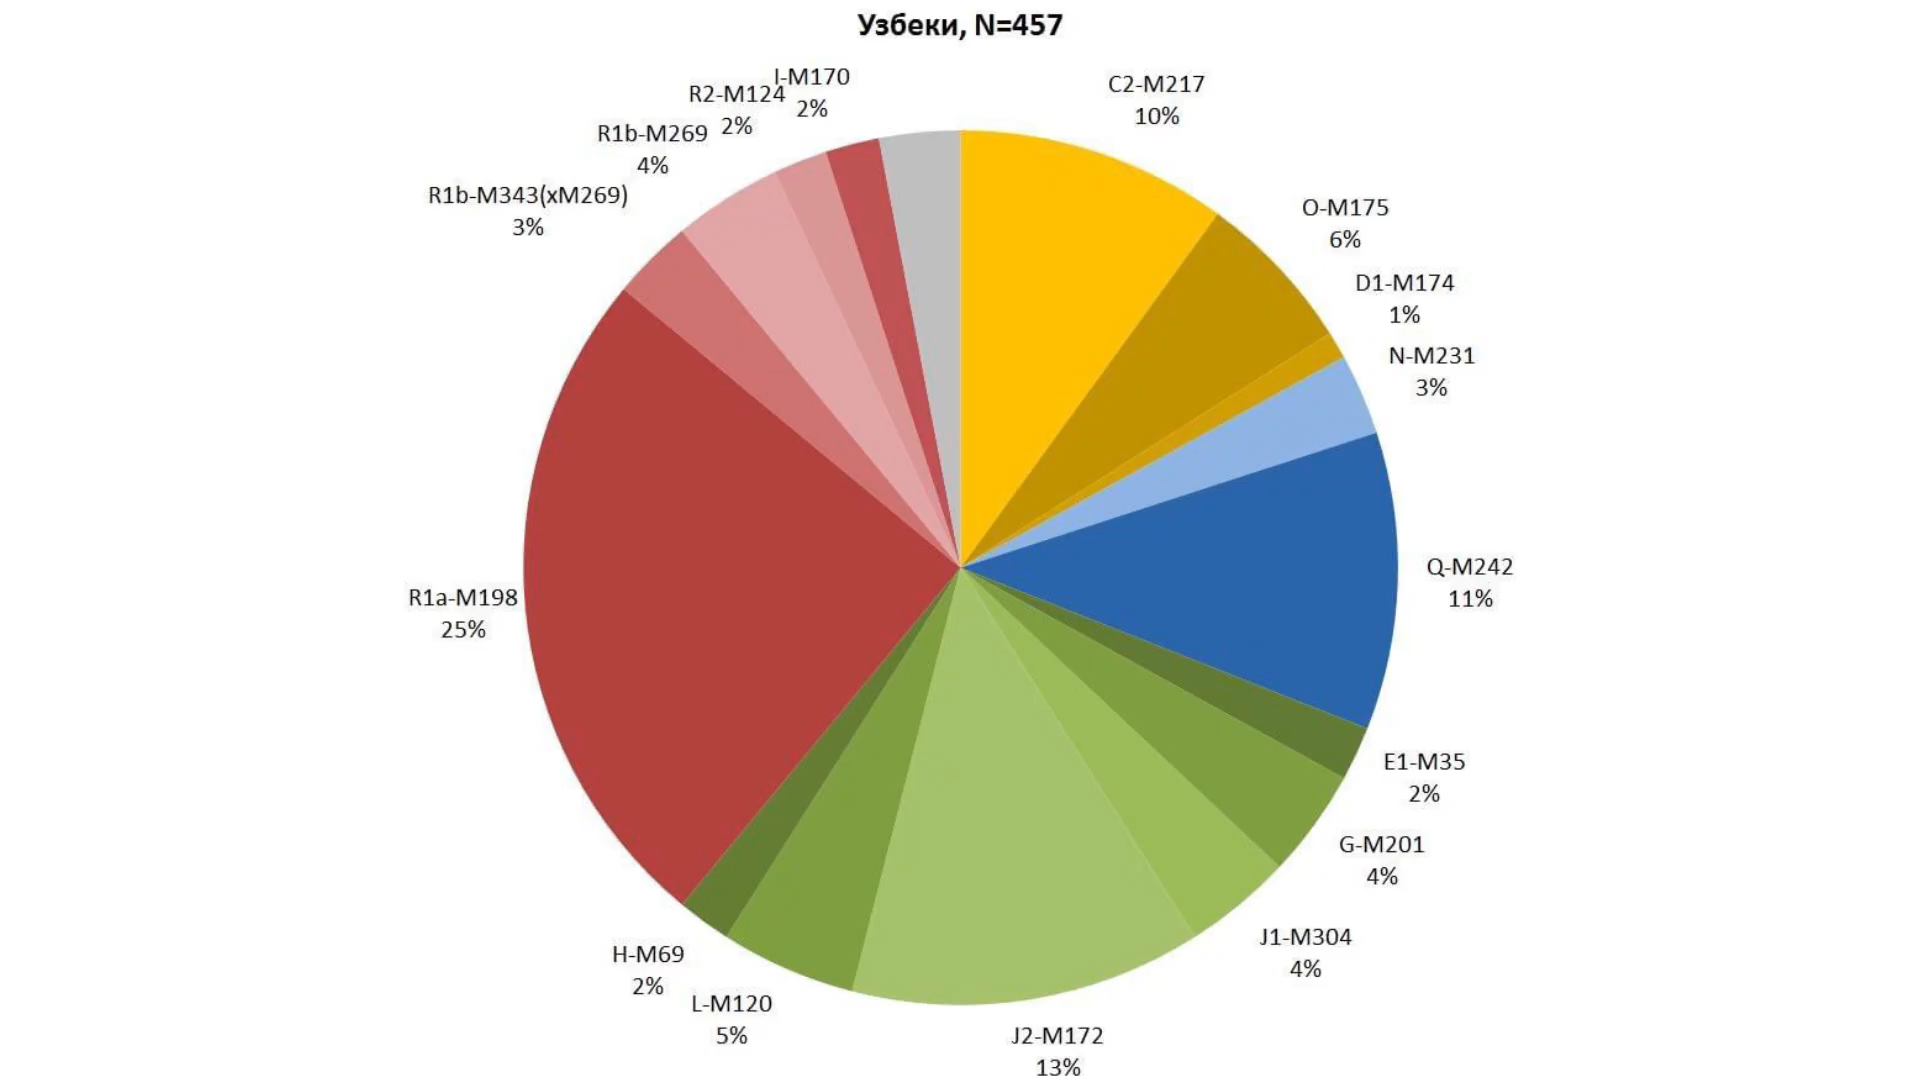 Узбеки, N=457
C2-M217
10%
O-M175
6%
D1-M174
1%
N-M231
3%
Q-M242
11%
E1-M35
2%
G-M201
4%
J1-M304
4%
J2-M172
13%
L-M120
5%
H-M69
2%
R1a-M198
25%
R1b-M343(xM269)
3%
R1b-M269
4%
R2-M124
2%
I-M170
2%